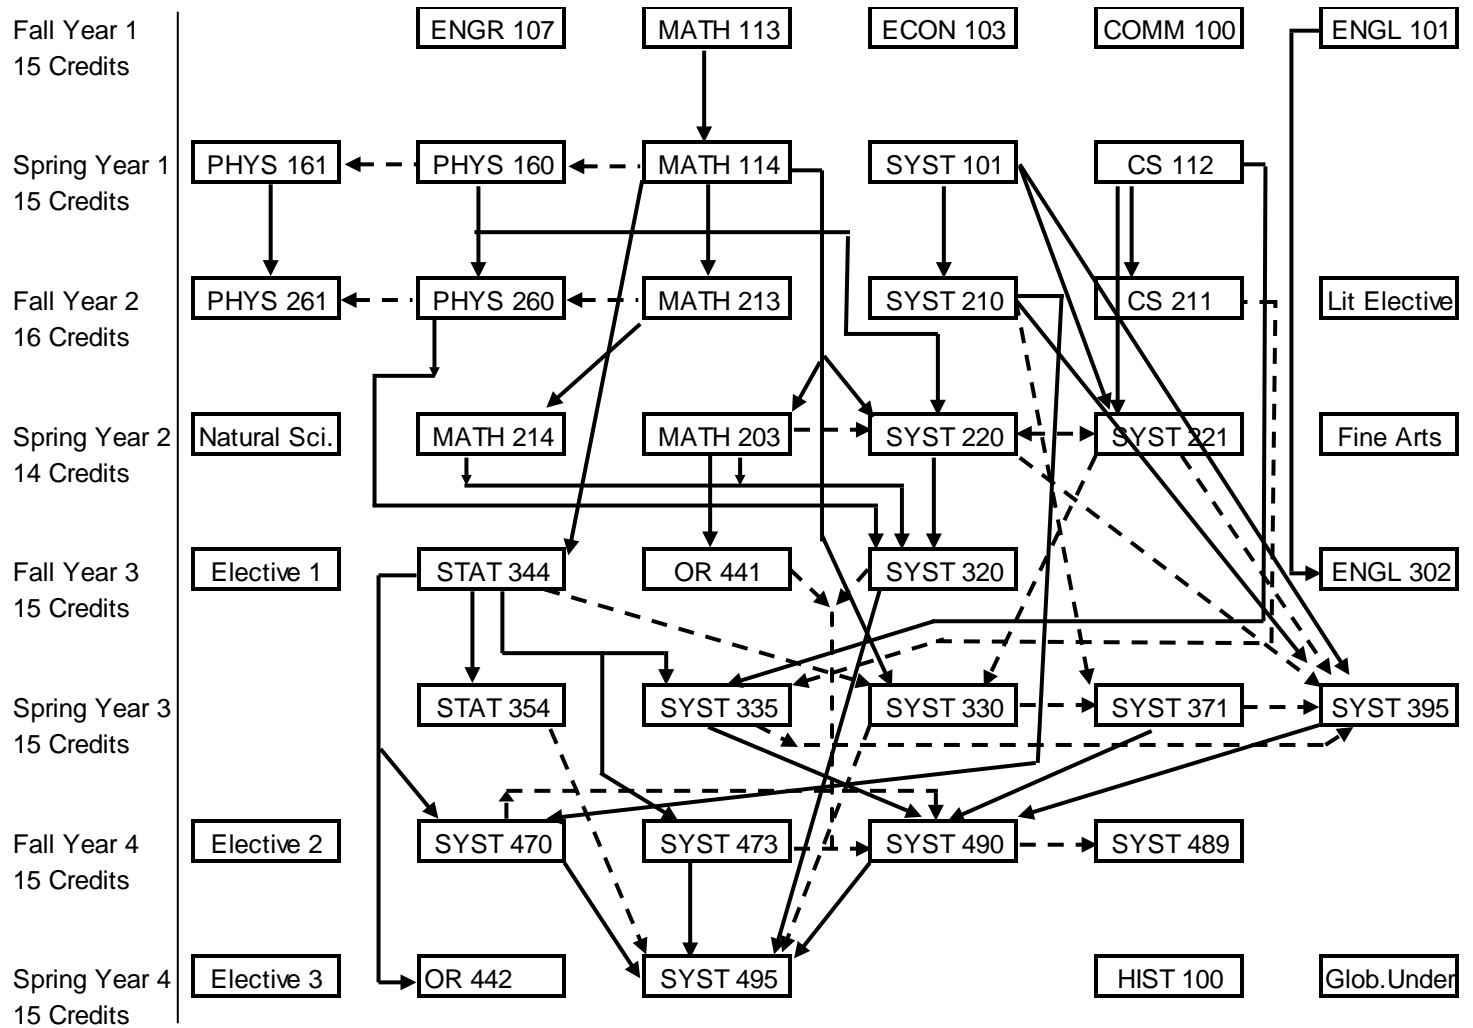 Fall Year 1
15 Credits
ENGR 107
MATH 113
ECON 103
COMM 100
ENGL 101
Spring Year 1
15 Credits
PHYS 161
PHYS 160
MATH 114
SYST 101
CS 112
Fall Year 2
16 Credits
PHYS 261
PHYS 260
MATH 213
SYST 210
CS 211
Lit Elective
Spring Year 2
14 Credits
Natural Sci.
MATH 214
MATH 203
SYST 220
SYST 221
Fine Arts
Fall Year 3
15 Credits
Elective 1
STAT 344
OR 441
SYST 320
ENGL 302
Spring Year 3
15 Credits
STAT 354
SYST 335
SYST 330
SYST 371
SYST 395
Fall Year 4
15 Credits
Elective 2
SYST 470
SYST 473
SYST 490
SYST 489
Spring Year 4
15 Credits
Elective 3
OR 442
SYST 495
HIST 100
Glob.Under